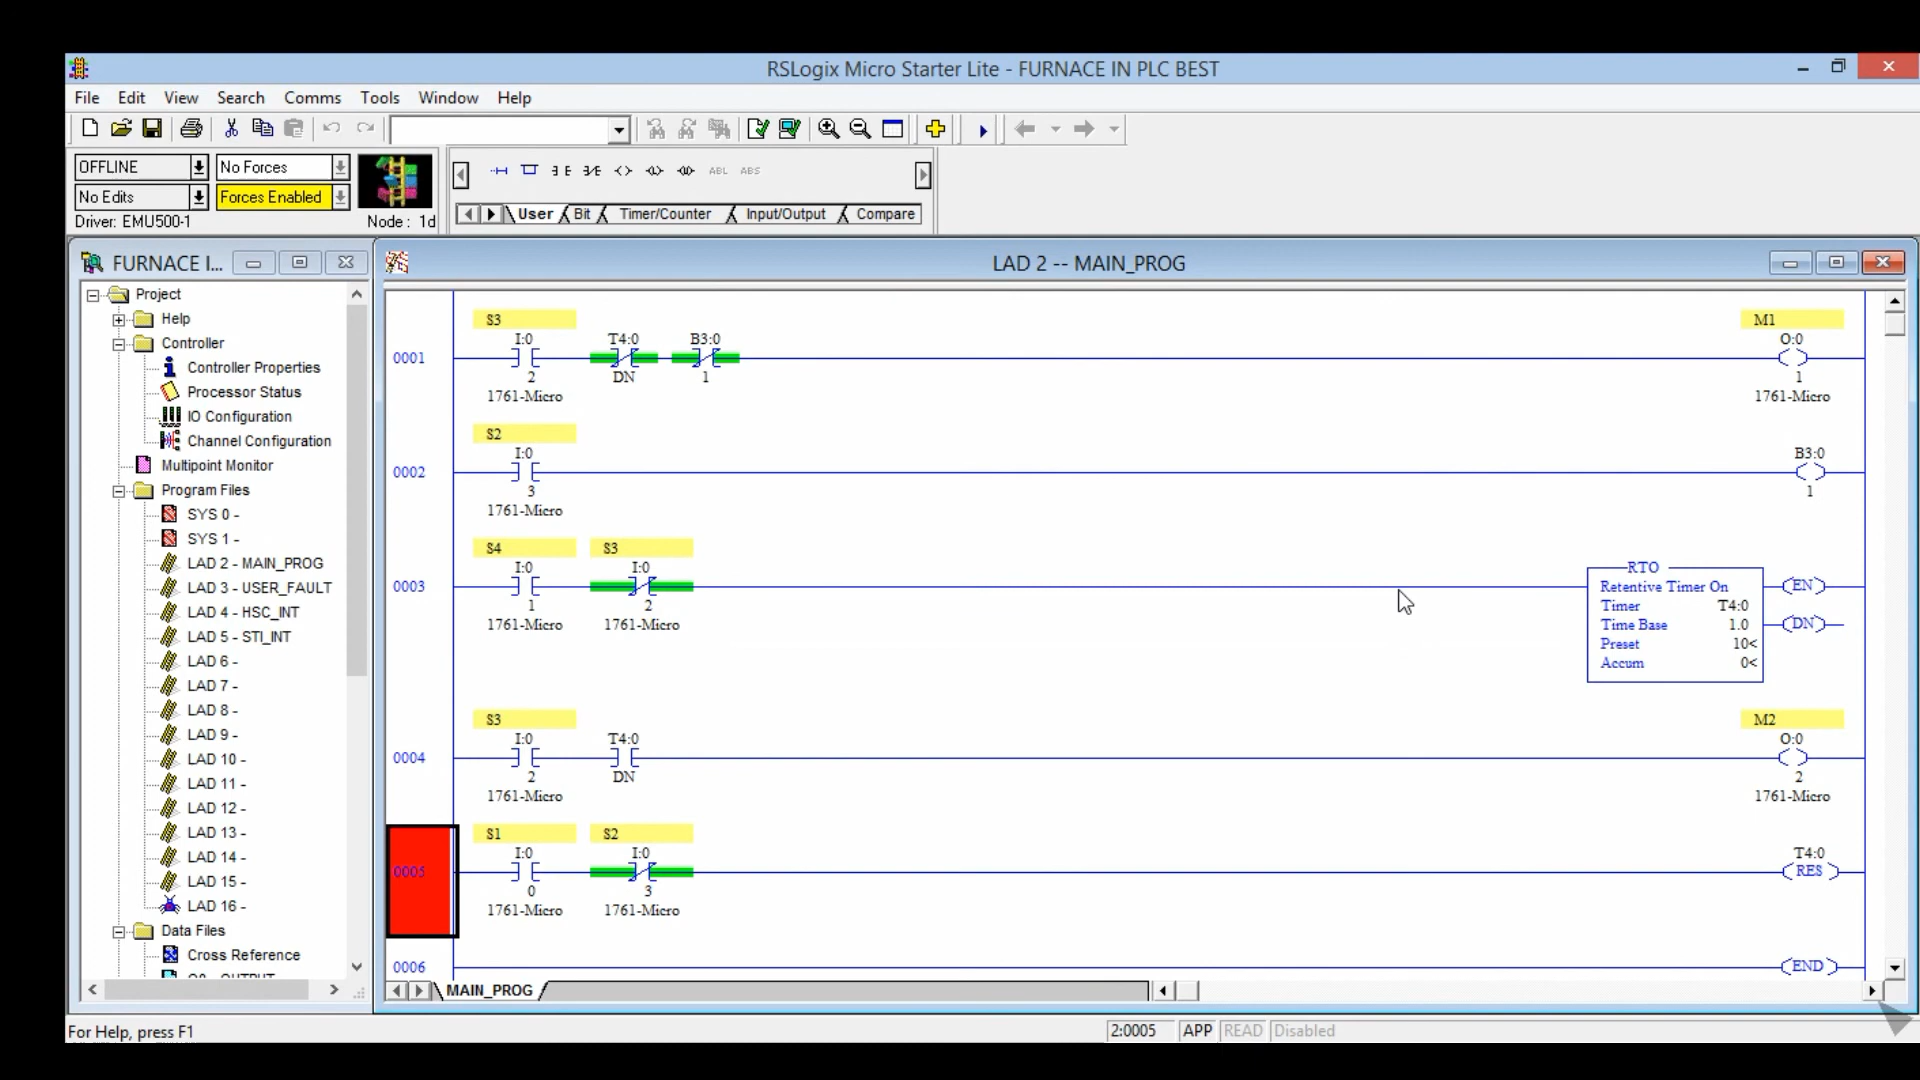 RSLogix Micro Starter Lite - FURNACE IN PLC BEST
File Edit View Search Comms Tools Window Help
OFFLINE No Forces
No Edits Forces Enabled
Driver: EMU500-1 Node : 1d
ABL ABS
User Bit Timer/Counter Input/Output Compare
FURNACE I...
Project
Help
Controller
Controller Properties
Processor Status
IO Configuration
Channel Configuration
Multipoint Monitor
Program Files
SYS 0 -
SYS 1 -
LAD 2 - MAIN_PROG
LAD 3 - USER_FAULT
LAD 4 - HSC_INT
LAD 5 - STI_INT
LAD 6 -
LAD 7 -
LAD 8 -
LAD 9 -
LAD 10 -
LAD 11 -
LAD 12 -
LAD 13 -
LAD 14 -
LAD 15 -
LAD 16 -
Data Files
Cross Reference
LAD 2 -- MAIN_PROG
S3 M1
I:0 T4:0 B3:0 O:0
0001
2 DN 1 1
1761-Micro 1761-Micro
S2
I:0 B3:0
0002
3 1
1761-Micro
S4 S3
I:0 I:0 RTO
0003 Retentive Timer On EN
1 2 Timer T4:0
1761-Micro 1761-Micro Time Base 1.0 DN
Preset 10<
Accum 0<
S3 M2
I:0 T4:0 O:0
0004
2 DN 2
1761-Micro 1761-Micro
S1 S2
I:0 I:0 T4:0
0005 RES
0 3
1761-Micro 1761-Micro
0006 END
MAIN_PROG
For Help, press F1 2:0005 APP READ Disabled